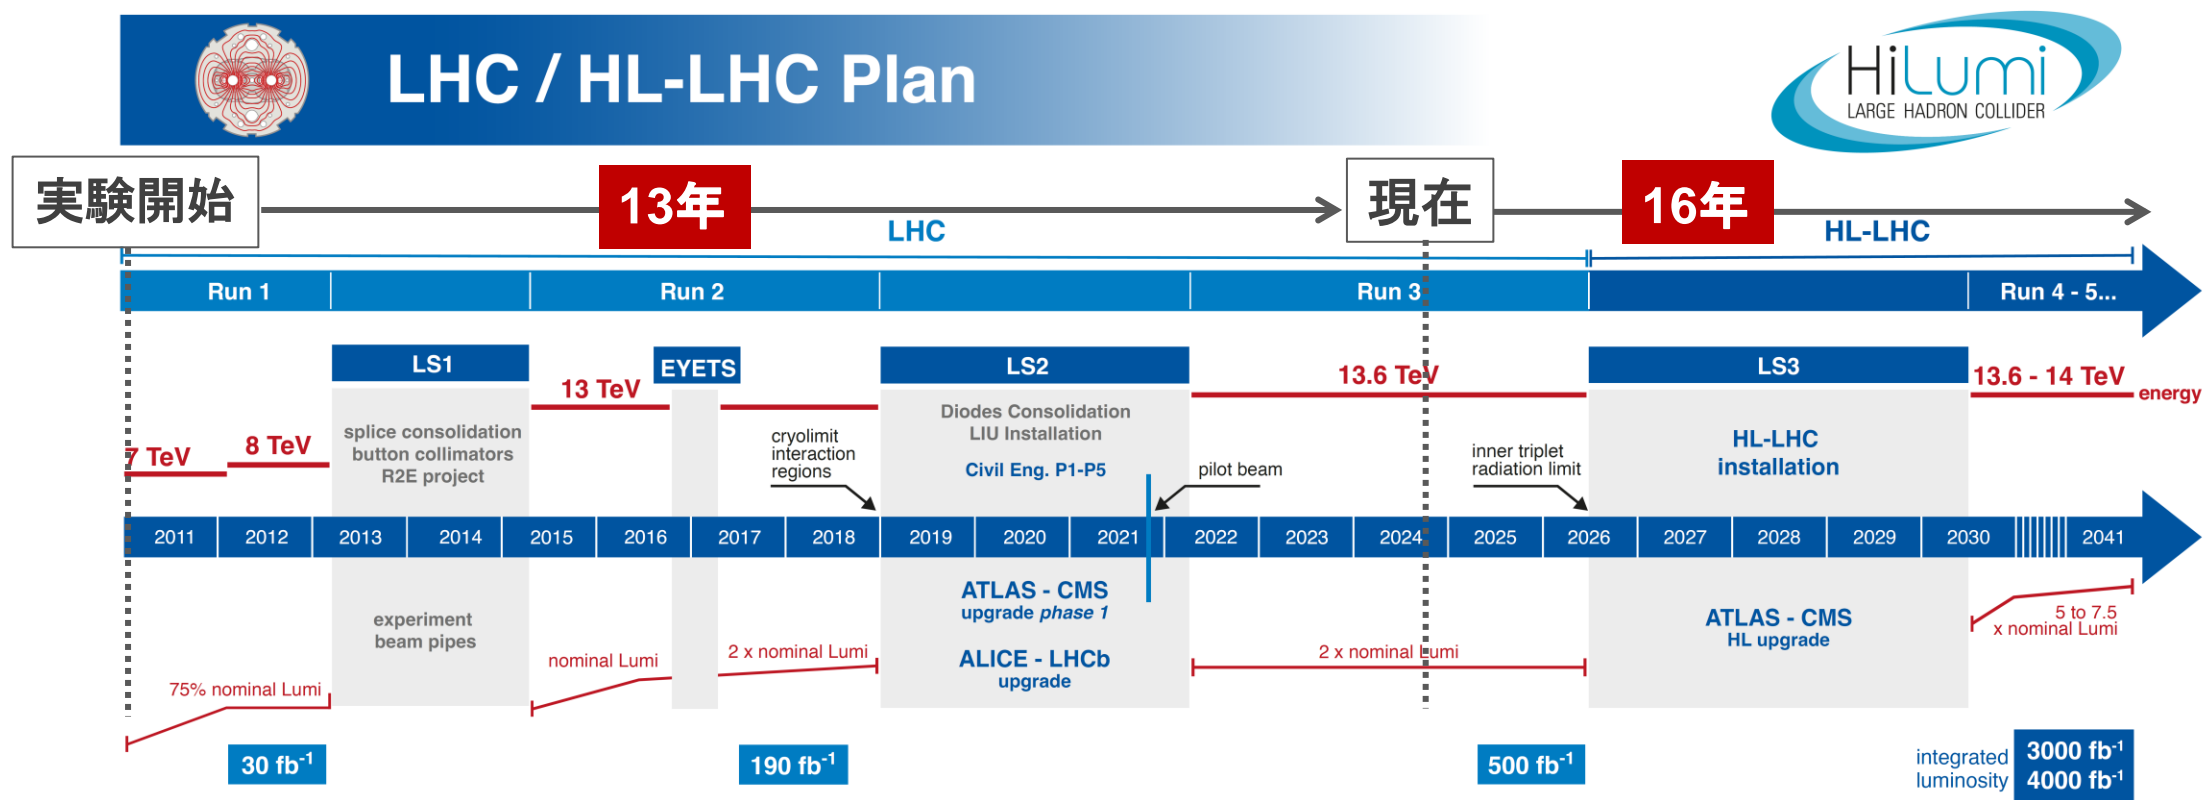 LHC / HL-LHC Plan
HiLumi
LARGE HADRON COLLIDER
実験開始
13年
現在
16年
LHC
HL-LHC
Run 1
Run 2
Run 3
Run 4 - 5...
LS1
EYETS
LS2
LS3
7 TeV
8 TeV
13 TeV
13.6 TeV
13.6 - 14 TeV
energy
splice consolidation
button collimators
R2E project
cryolimit
interaction
regions
Diodes Consolidation
LIU Installation
Civil Eng. P1-P5
pilot beam
inner triplet
radiation limit
HL-LHC
installation
2011 2012 2013 2014 2015 2016 2017 2018 2019 2020 2021 2022 2023 2024 2025 2026 2027 2028 2029 2030 2041
experiment
beam pipes
ATLAS - CMS
upgrade phase 1
ALICE - LHCb
upgrade
ATLAS - CMS
HL upgrade
75% nominal Lumi
nominal Lumi
2 x nominal Lumi
2 x nominal Lumi
5 to 7.5
x nominal Lumi
30 fb⁻¹
190 fb⁻¹
500 fb⁻¹
integrated
luminosity
3000 fb⁻¹
4000 fb⁻¹